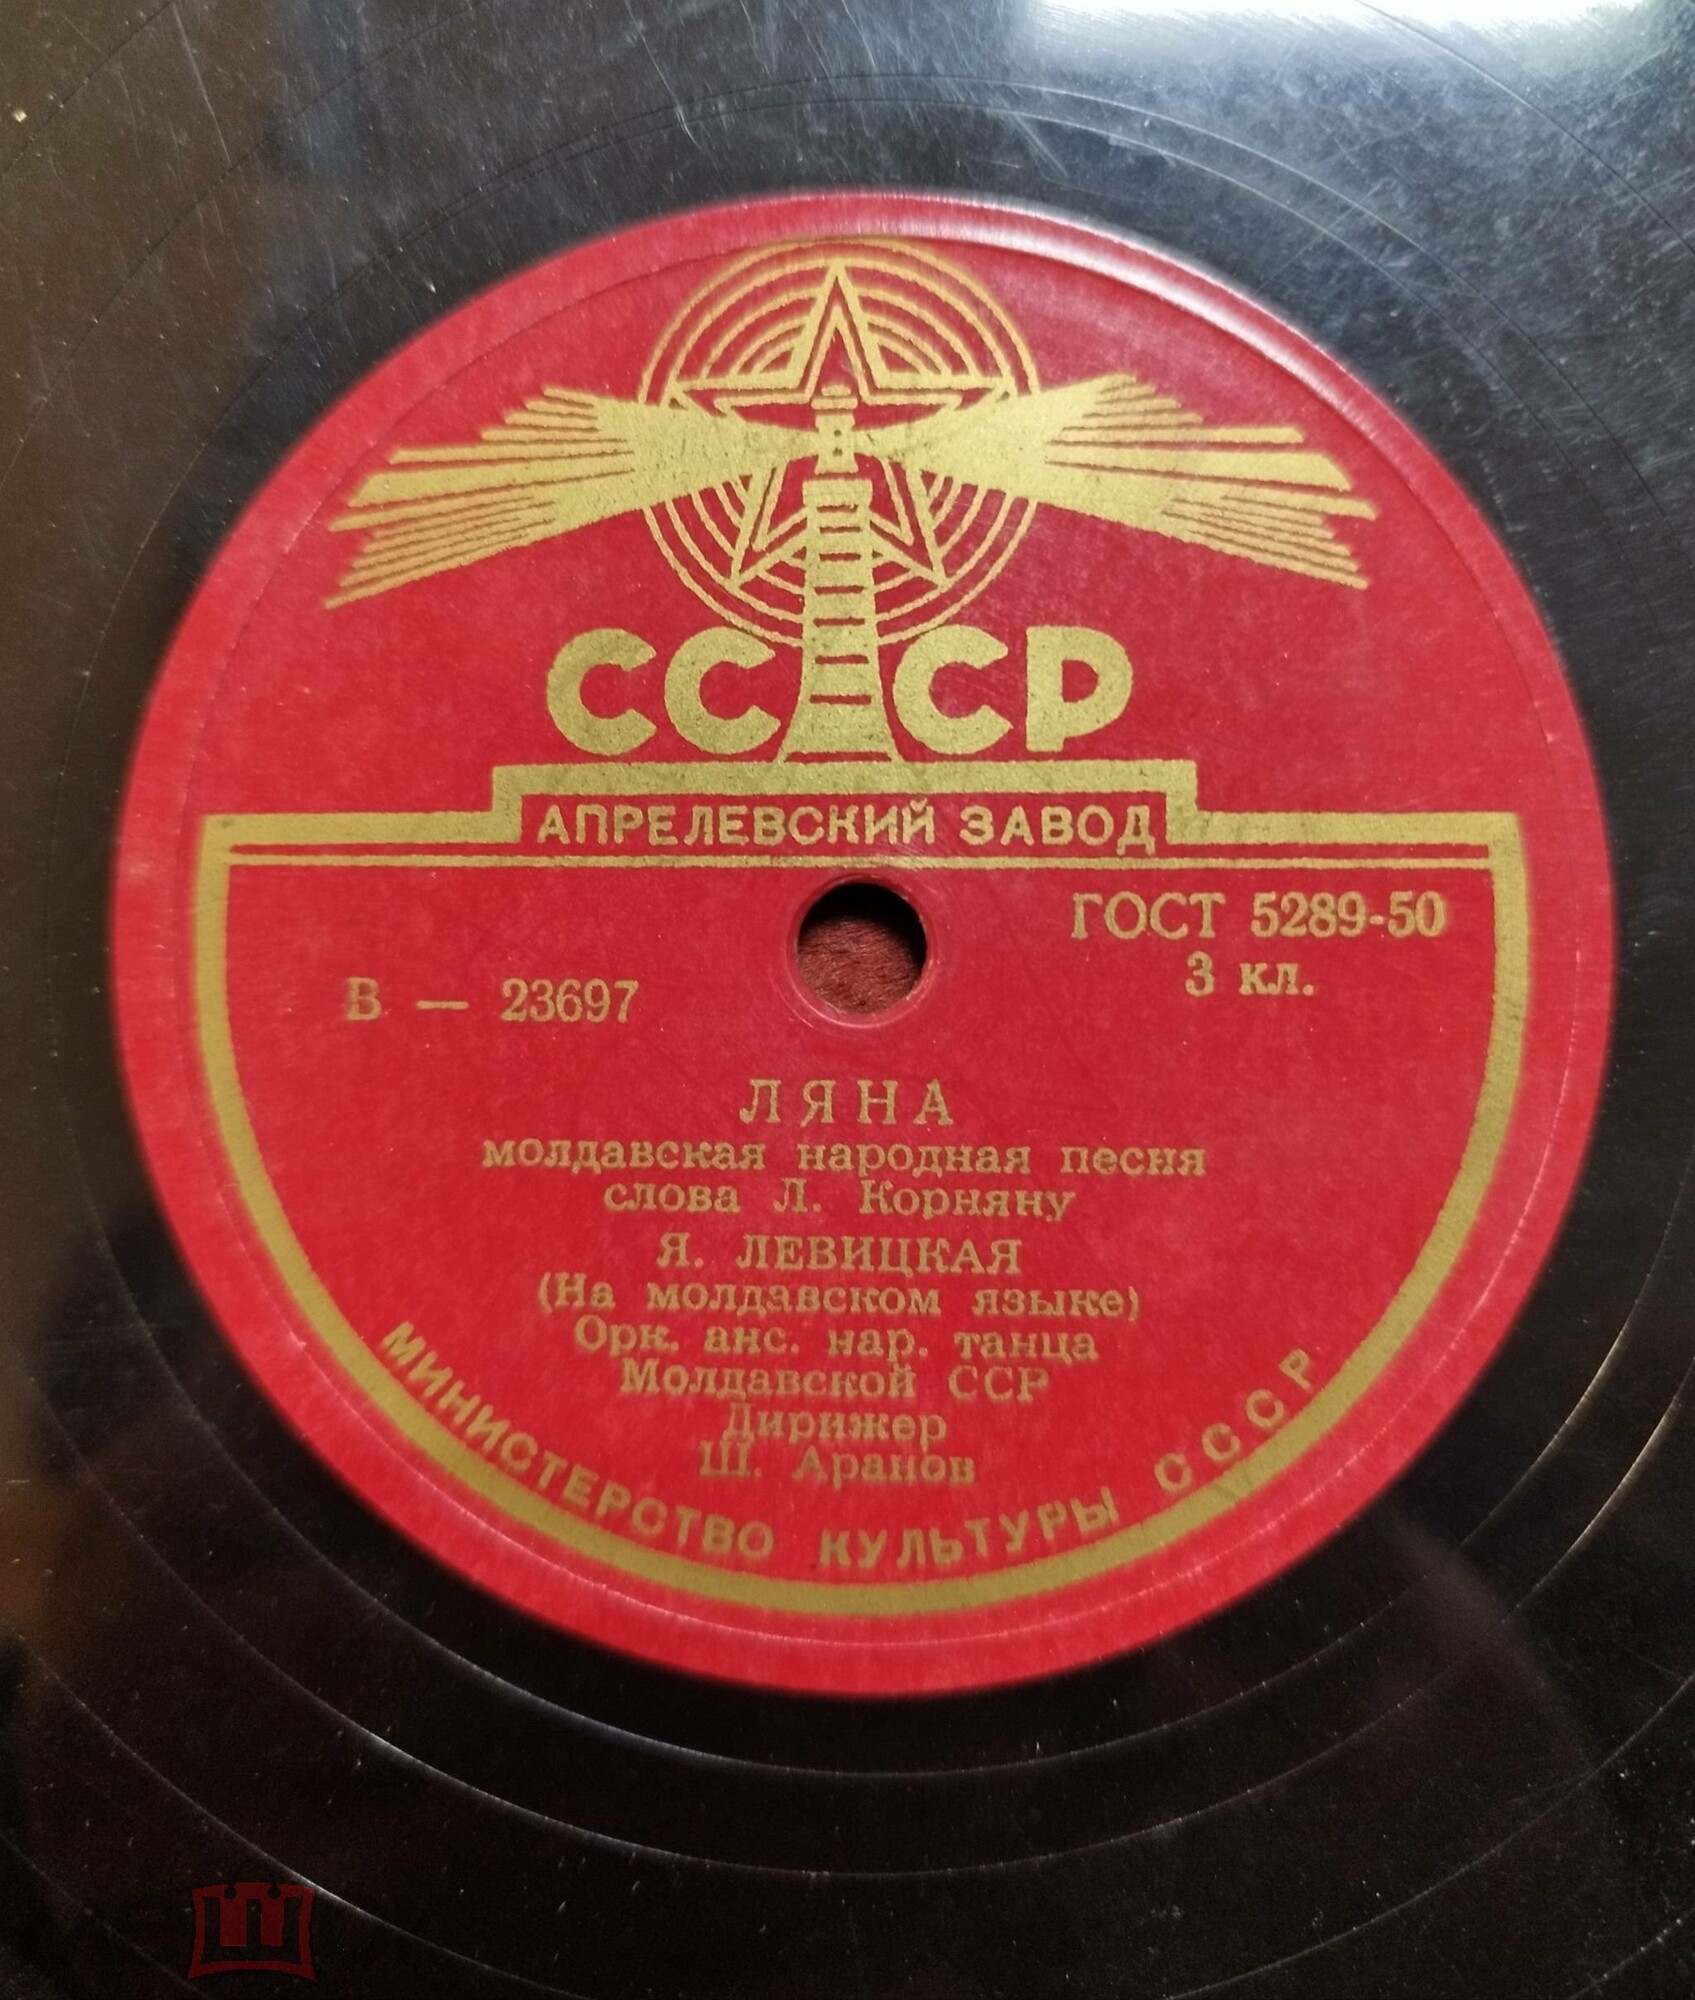 СССР
АПРЕЛЕВСКИЙ ЗАВОД
ГОСТ 5289-50
3 кл.
В — 23697
ЛЯНА
молдавская народная песня
слова Л. Корняну
Я. ЛЕВИЦКАЯ
(На молдавском языке)
Орк. анс. нар. танца
Молдавской ССР
Дирижер
Ш. Аранов
МИНИСТЕРСТВО КУЛЬТУРЫ СССР